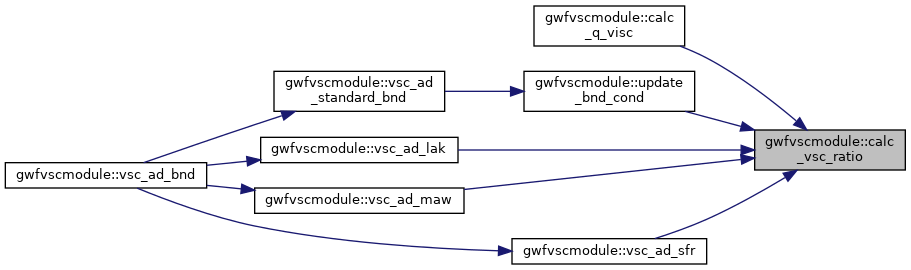 gwfvscmodule::calc
_q_visc
gwfvscmodule::vsc_ad
_standard_bnd
gwfvscmodule::update
_bnd_cond
gwfvscmodule::calc
_vsc_ratio
gwfvscmodule::vsc_ad_lak
gwfvscmodule::vsc_ad_bnd
gwfvscmodule::vsc_ad_maw
gwfvscmodule::vsc_ad_sfr